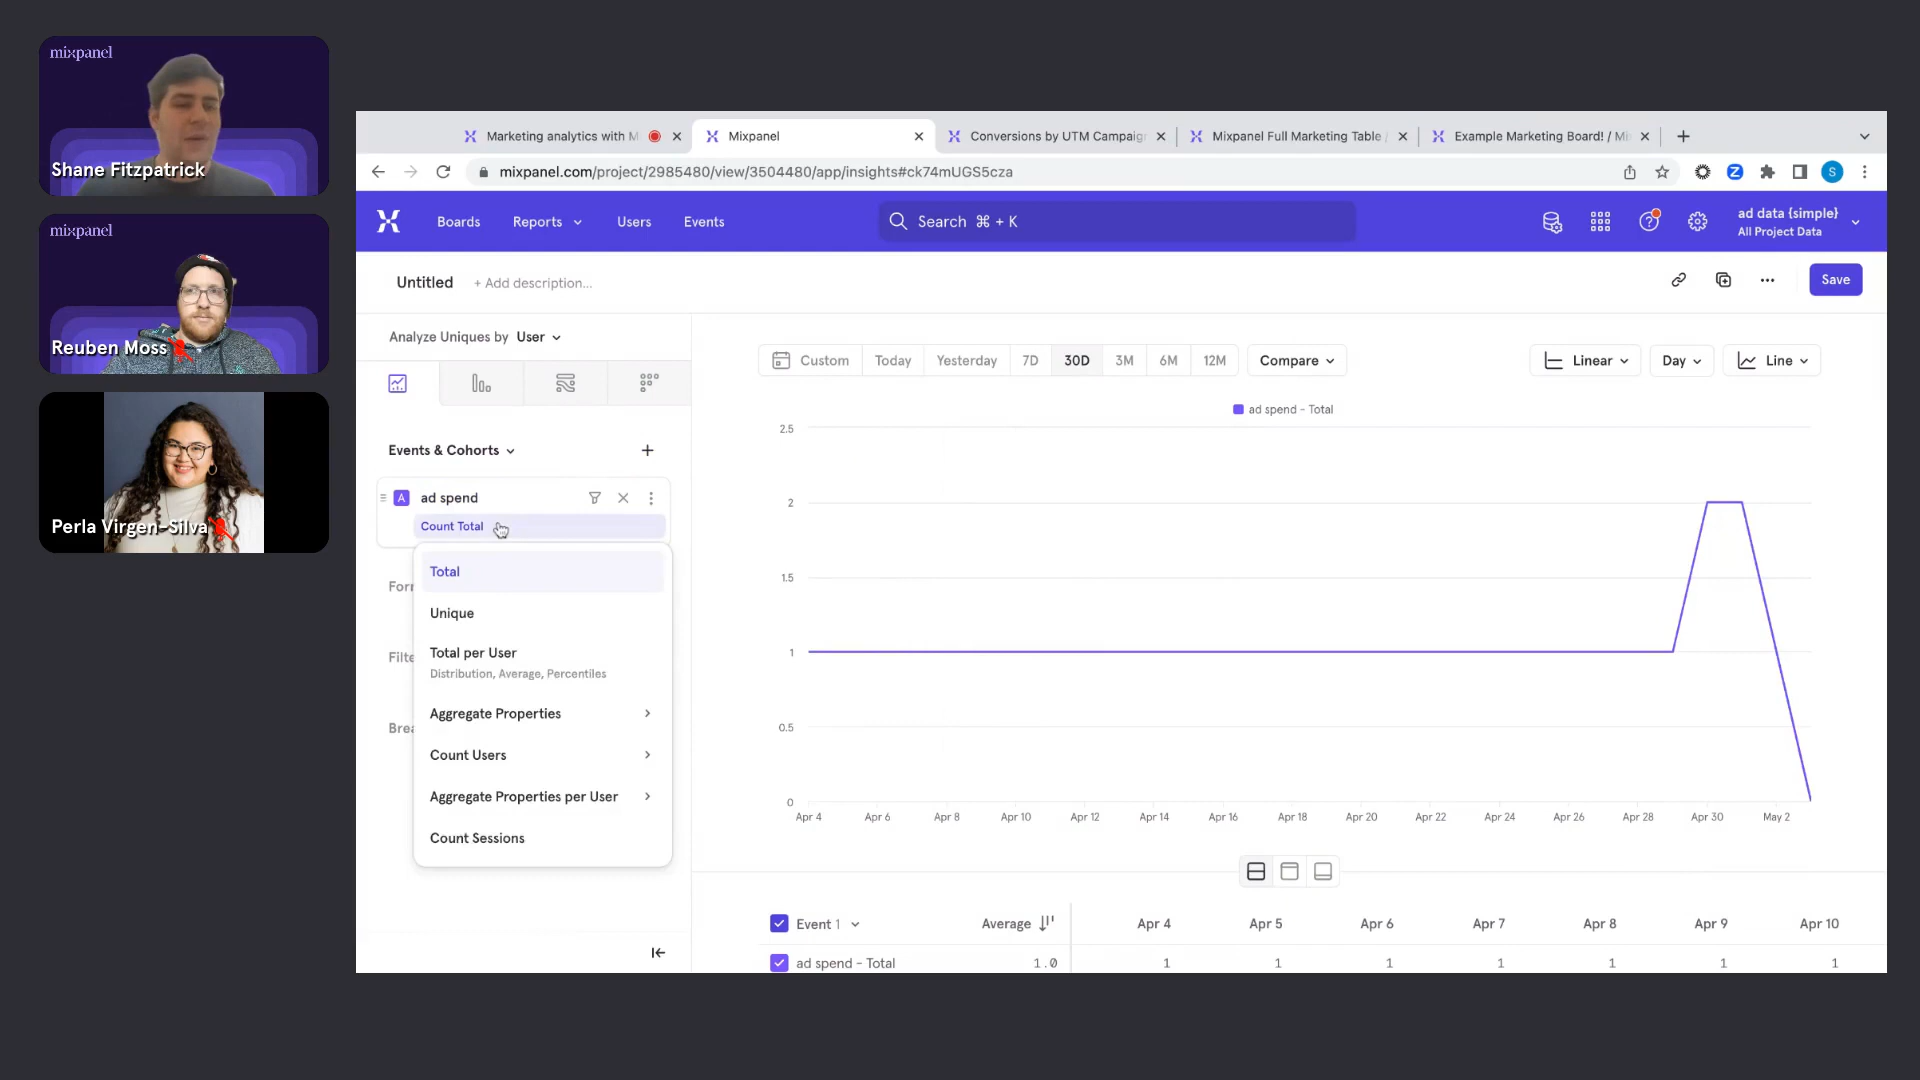 mixpanel
Shane Fitzpatrick
mixpanel
Reuben Moss
Perla Virgen-Silva
Marketing analytics with M
Mixpanel
Conversions by UTM Campaig
Mixpanel Full Marketing Table /
Example Marketing Board! / Mi
mixpanel.com/project/2985480/view/3504480/app/insights#ck74mUGS5cza
Z
S
Boards
Reports
Users
Events
Search ⌘ + K
ad data {simple}
All Project Data
Untitled
+ Add description...
Save
Analyze Uniques by User
Custom
Today
Yesterday
7D
30D
3M
6M
12M
Compare
Linear
Day
Line
Events & Cohorts
A
ad spend
Count Total
Total
Unique
Total per User
Distribution, Average, Percentiles
Aggregate Properties
Count Users
Aggregate Properties per User
Count Sessions
Forr
Filte
Brea
ad spend - Total
2.5
2
1.5
1
0.5
0
Apr 4
Apr 6
Apr 8
Apr 10
Apr 12
Apr 14
Apr 16
Apr 18
Apr 20
Apr 22
Apr 24
Apr 26
Apr 28
Apr 30
May 2
Event 1
Average
Apr 4
Apr 5
Apr 6
Apr 7
Apr 8
Apr 9
Apr 10
ad spend - Total
1.0
1
1
1
1
1
1
1